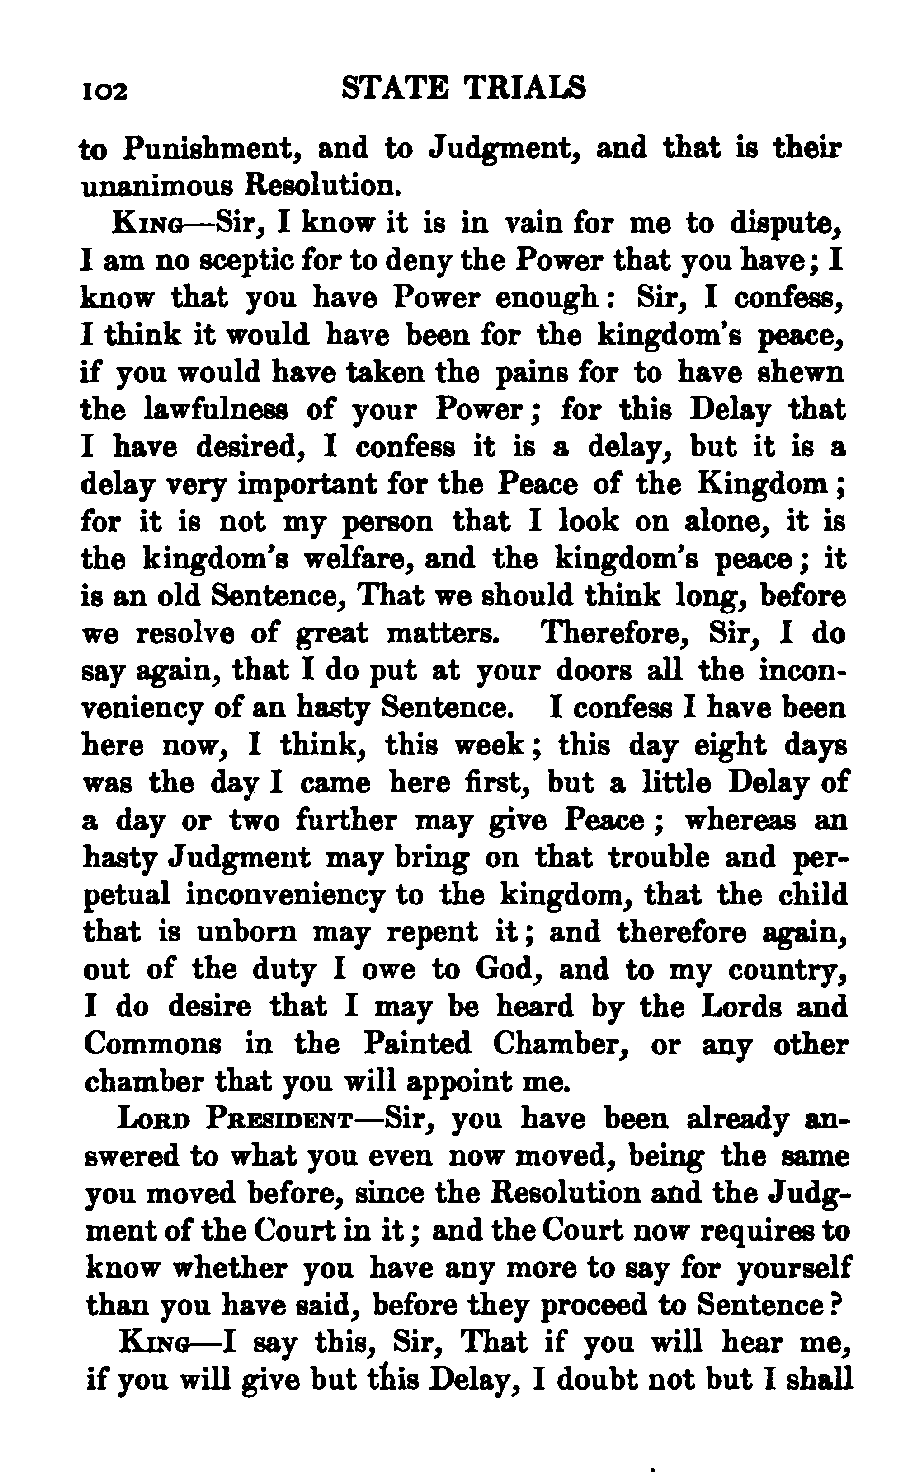 102 STATE TRIALS
to Punishment, and to Judgment, and that is their
unanimous Resolution.
KING—Sir, I know it is in vain for me to dispute,
I am no sceptic for to deny the Power that you have; I
know that you have Power enough: Sir, I confess,
I think it would have been for the kingdom's peace,
if you would have taken the pains for to have shewn
the lawfulness of your Power; for this Delay that
I have desired, I confess it is a delay, but it is a
delay very important for the Peace of the Kingdom;
for it is not my person that I look on alone, it is
the kingdom's welfare, and the kingdom's peace; it
is an old Sentence, That we should think long, before
we resolve of great matters. Therefore, Sir, I do
say again, that I do put at your doors all the incon-
veniency of an hasty Sentence. I confess I have been
here now, I think, this week; this day eight days
was the day I came here first, but a little Delay of
a day or two further may give Peace; whereas an
hasty Judgment may bring on that trouble and per-
petual inconveniency to the kingdom, that the child
that is unborn may repent it; and therefore again,
out of the duty I owe to God, and to my country,
I do desire that I may be heard by the Lords and
Commons in the Painted Chamber, or any other
chamber that you will appoint me.
LORD PRESIDENT—Sir, you have been already an-
swered to what you even now moved, being the same
you moved before, since the Resolution and the Judg-
ment of the Court in it; and the Court now requires to
know whether you have any more to say for yourself
than you have said, before they proceed to Sentence?
KING—I say this, Sir, That if you will hear me,
if you will give but this Delay, I doubt not but I shall